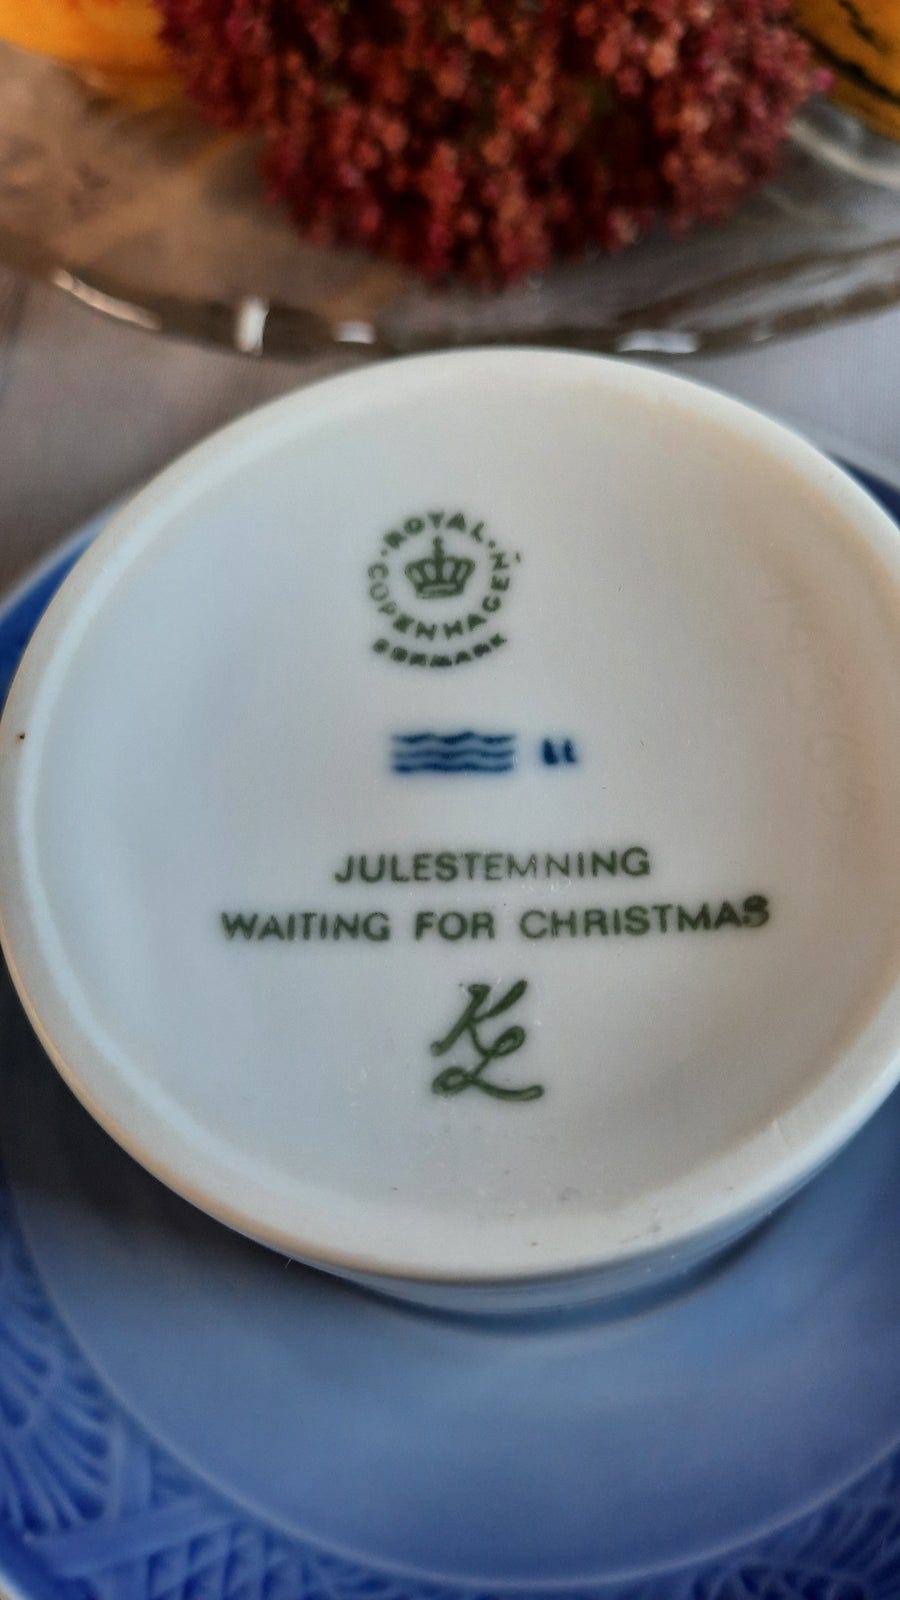 ROYAL
COPENHAGEN
DENMARK
JULESTEMNING
WAITING FOR CHRISTMAS
KL